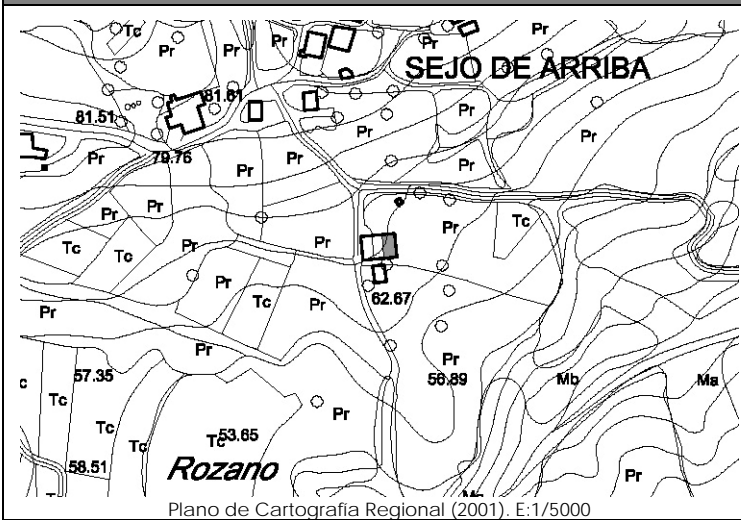 Tc
Pr Pr Pr Pr
SEJO DE ARRIBA
81.61
81.51
Pr Pr
79.76
Pr Pr Pr Pr
Pr Pr
Tc Tc Pr Pr Pr Tc
Pr Tc Pr 62.67
Pr
Pr Pr
57.35 56.89 Mb Ma
c Tc
Pr
Tc Tc Tc 53.65
58.51 Rozano Pr
Plano de Cartografía Regional (2001). E:1/5000